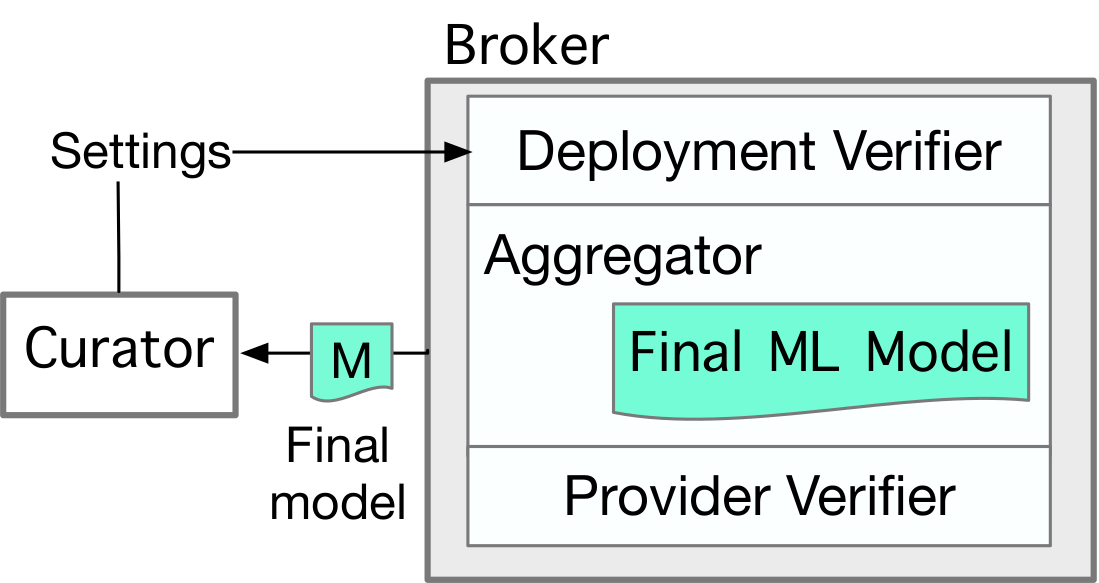 Broker
Settings
Deployment Verifier
Aggregator
Curator
M
Final ML Model
Final
model
Provider Verifier